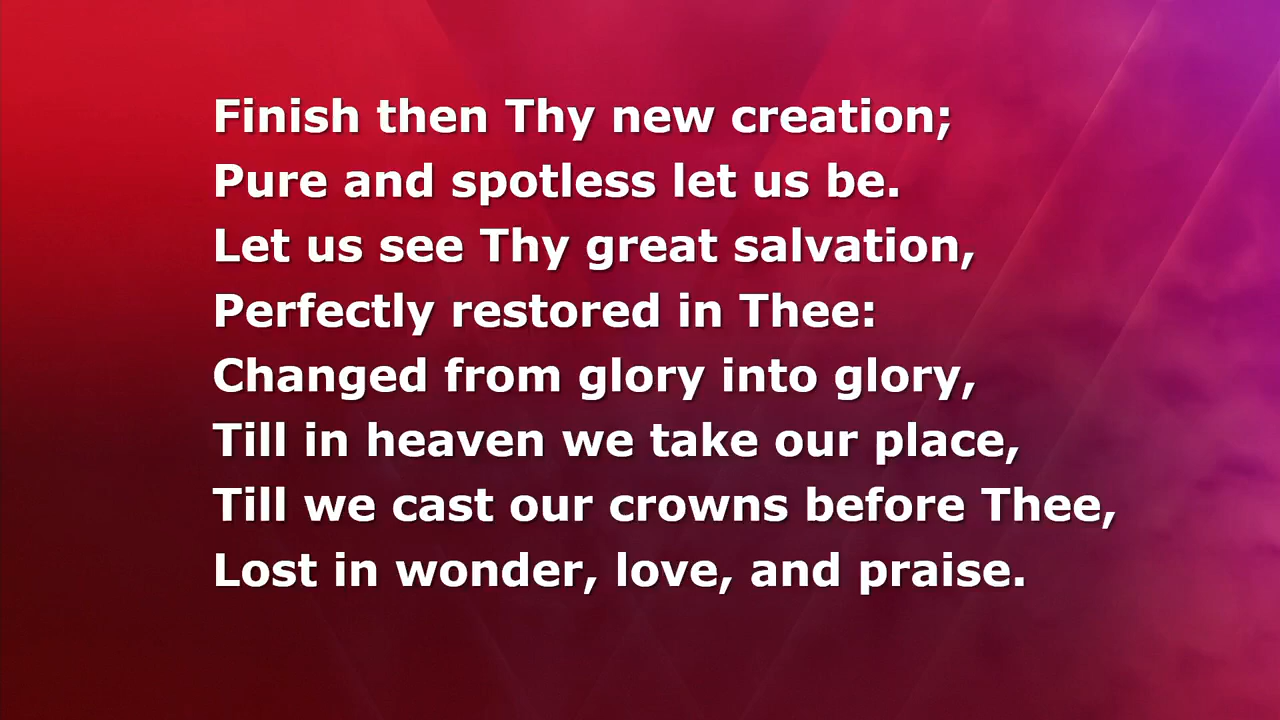 Finish then Thy new creation;
Pure and spotless let us be.
Let us see Thy great salvation,
Perfectly restored in Thee:
Changed from glory into glory,
Till in heaven we take our place,
Till we cast our crowns before Thee,
Lost in wonder, love, and praise.